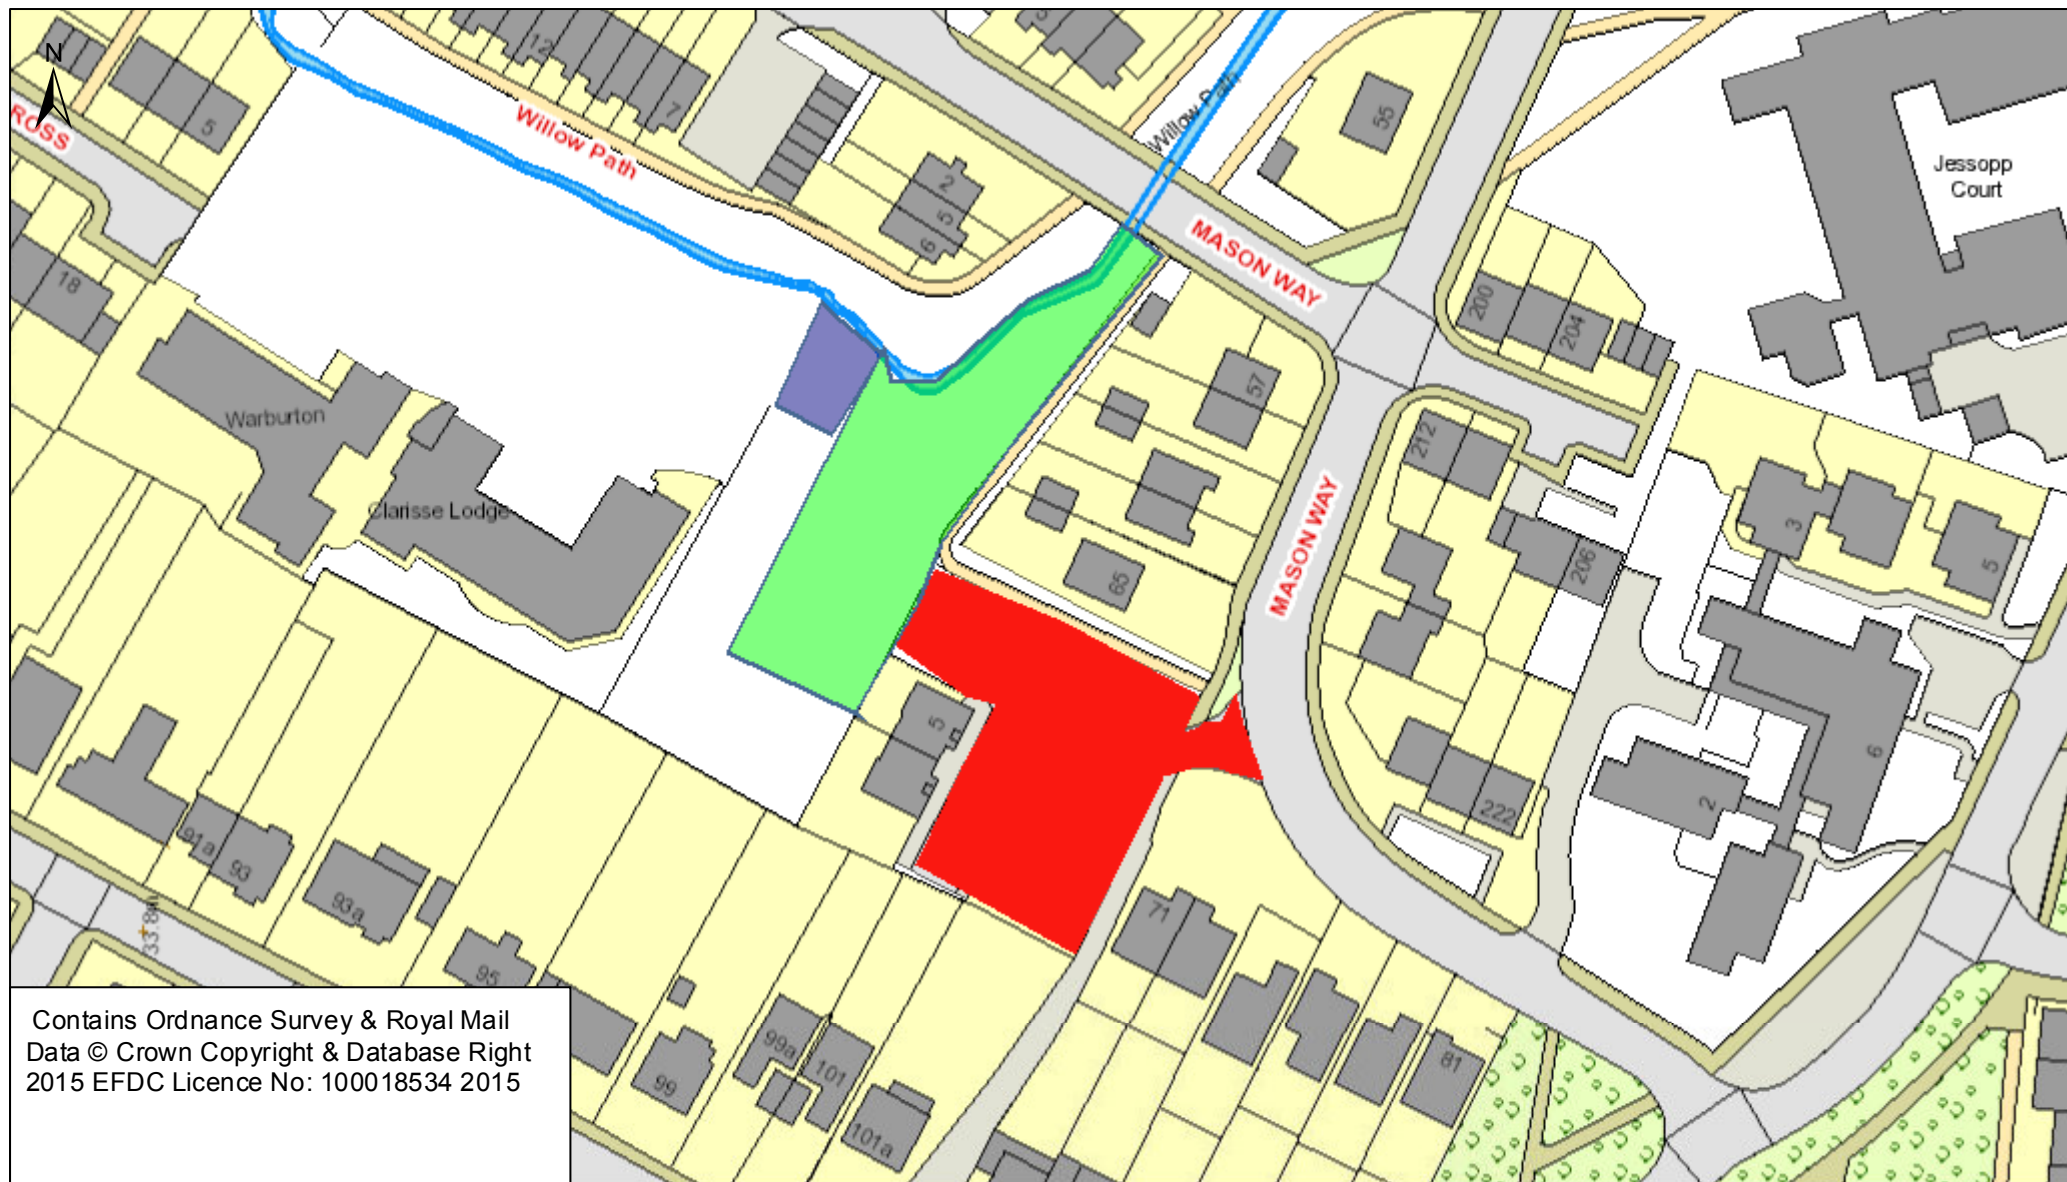 N
ROSS
5
12
7
Willow Path
2
5
6
Willow Path
55
Jessopp
Court
MASON WAY
18
200
204
57
Warburton
212
Clarisse Lodge
MASON WAY
206
3
5
65
5
6
2
222
91a
93
93a
33.8m
95
71
99
99a
101
101a
81
Contains Ordnance Survey & Royal Mail
Data © Crown Copyright & Database Right
2015 EFDC Licence No: 100018534 2015